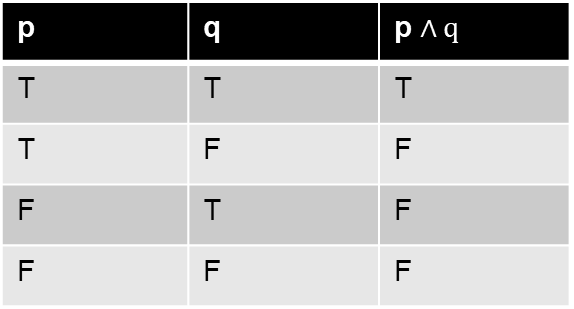 p q p ∧ q
T T T
T F F
F T F
F F F